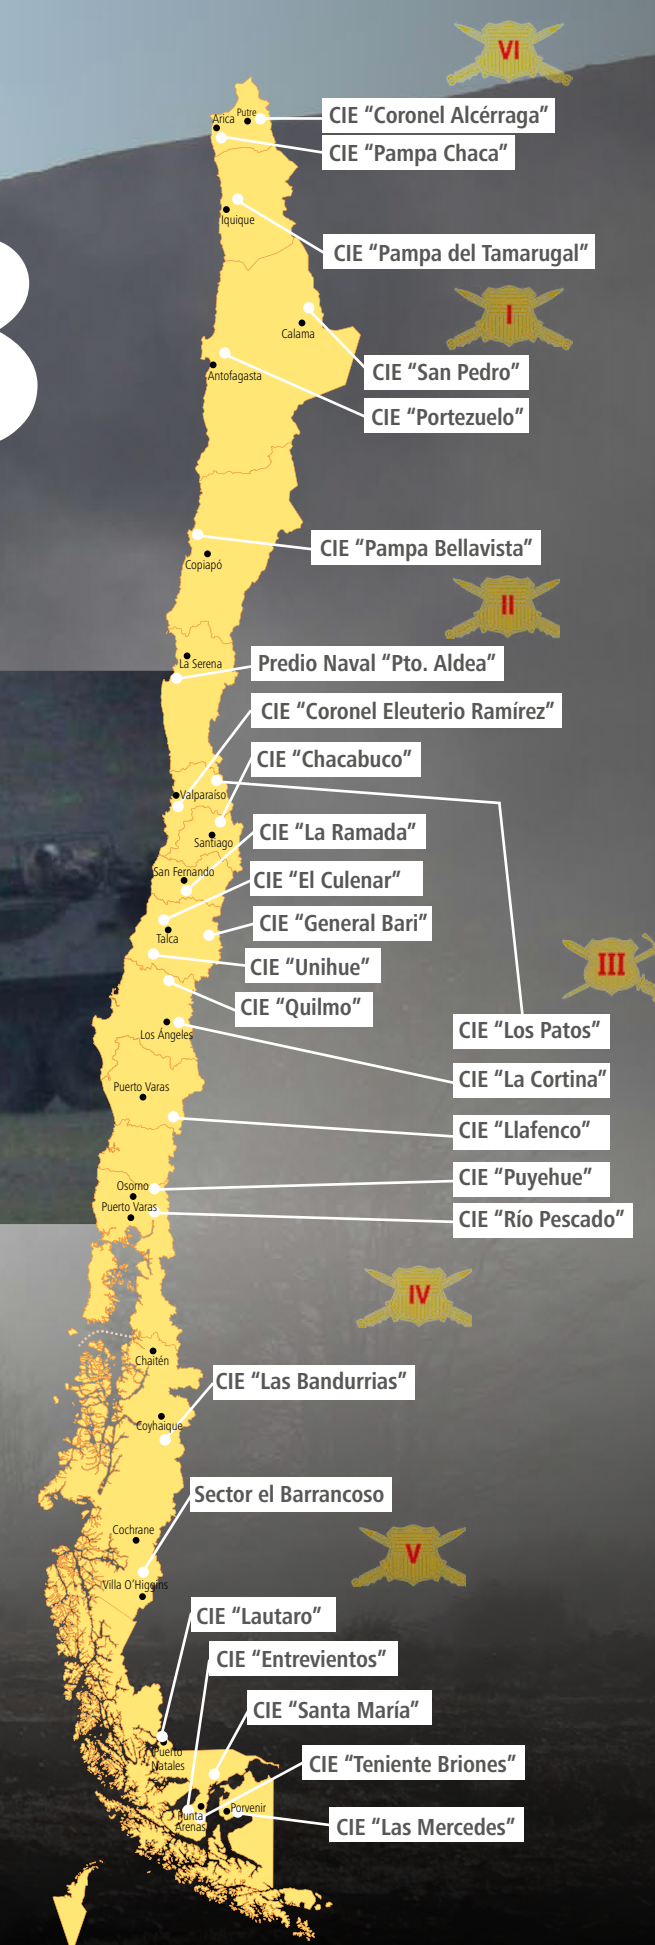 VI
CIE “Coronel Alcérraga”
Putre
Arica
CIE “Pampa Chaca”
Iquique
CIE “Pampa del Tamarugal”
I
Calama
CIE “San Pedro”
Antofagasta
CIE “Portezuelo”
CIE “Pampa Bellavista”
Copiapó
II
La Serena
Predio Naval “Pto. Aldea”
CIE “Coronel Eleuterio Ramírez”
CIE “Chacabuco”
Valparaíso
CIE “La Ramada”
Santiago
San Fernando
CIE “El Culenar”
CIE “General Bari”
Talca
III
CIE “Unihue”
CIE “Quilmo”
CIE “Los Patos”
Los Ángeles
CIE “La Cortina”
Puerto Varas
CIE “Llafenco”
CIE “Puyehue”
Osorno
Puerto Varas
CIE “Río Pescado”
IV
Chaitén
CIE “Las Bandurrias”
Coyhaique
Sector el Barrancoso
Cochrane
V
Villa O’Higgins
CIE “Lautaro”
CIE “Entrevientos”
CIE “Santa María”
Puerto
Natales
CIE “Teniente Briones”
Porvenir
Punta
Arenas
CIE “Las Mercedes”